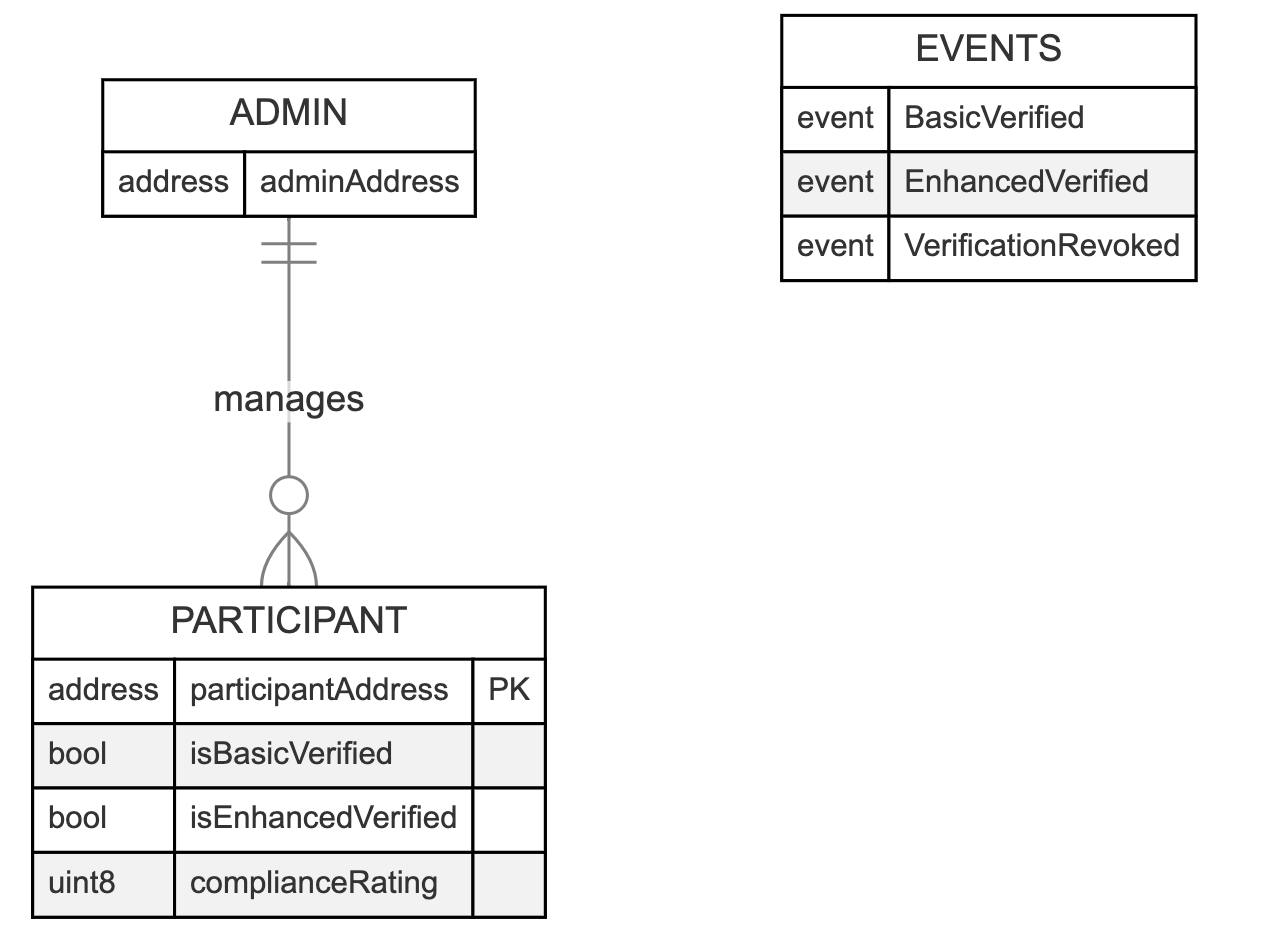 ADMIN
address adminAddress
manages
PARTICIPANT
address participantAddress PK
bool isBasicVerified
bool isEnhancedVerified
uint8 complianceRating
EVENTS
event BasicVerified
event EnhancedVerified
event VerificationRevoked